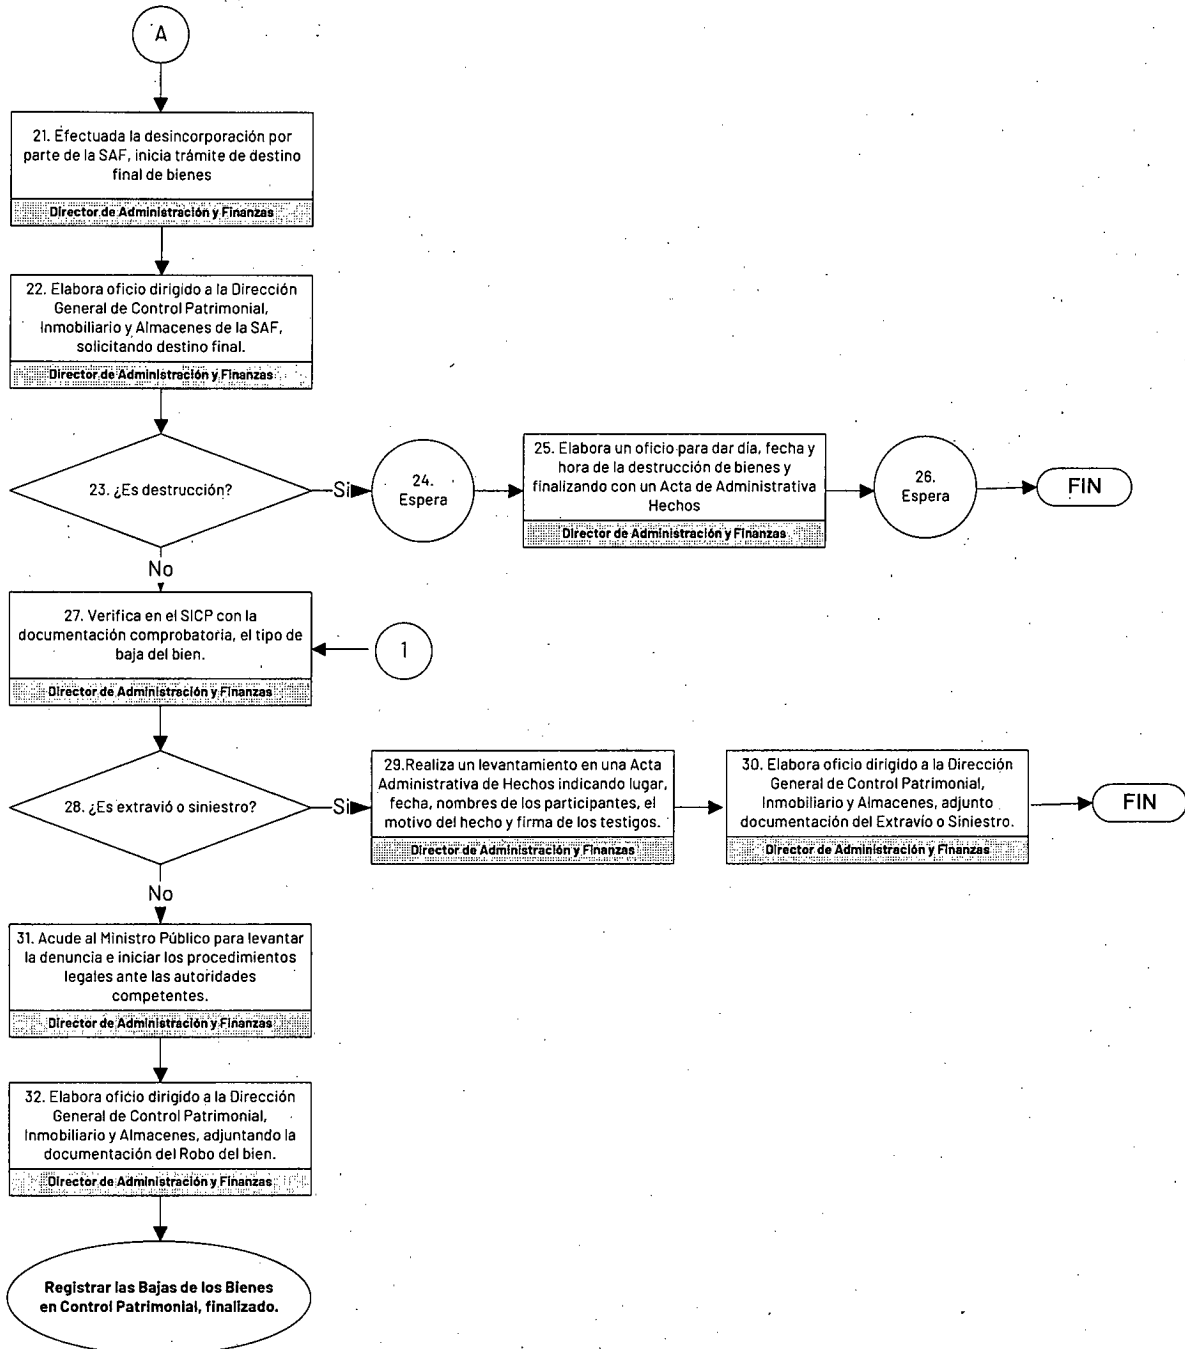 A
21. Efectuada la desincorporación por
parte de la SAF, inicia trámite de destino
final de bienes
Director de Administración y Finanzas
22. Elabora oficio dirigido a la Dirección
General de Control Patrimonial,
Inmobiliario y Almacenes de la SAF,
solicitando destino final.
Director de Administración y Finanzas
23. ¿Es destrucción?
Si
24.
Espera
25. Elabora un oficio para dar día, fecha y
hora de la destrucción de bienes y
finalizando con un Acta de Administrativa
Hechos
Director de Administración y Finanzas
26.
Espera
FIN
No
27. Verifica en el SICP con la
documentación comprobatoria, el tipo de
baja del bien.
Director de Administración y Finanzas
1
28. ¿Es extravió o siniestro?
Si
29.Realiza un levantamiento en una Acta
Administrativa de Hechos indicando lugar,
fecha, nombres de los participantes, el
motivo del hecho y firma de los testigos.
Director de Administración y Finanzas
30. Elabora oficio dirigido a la Dirección
General de Control Patrimonial,
Inmobiliario y Almacenes, adjunto
documentación del Extravío o Siniestro.
Director de Administración y Finanzas
FIN
No
31. Acude al Ministro Público para levantar
la denuncia e iniciar los procedimientos
legales ante las autoridades
competentes.
Director de Administración y Finanzas
32. Elabora oficio dirigido a la Dirección
General de Control Patrimonial,
Inmobiliario y Almacenes, adjuntando la
documentación del Robo del bien.
Director de Administración y Finanzas
Registrar las Bajas de los Bienes
en Control Patrimonial, finalizado.